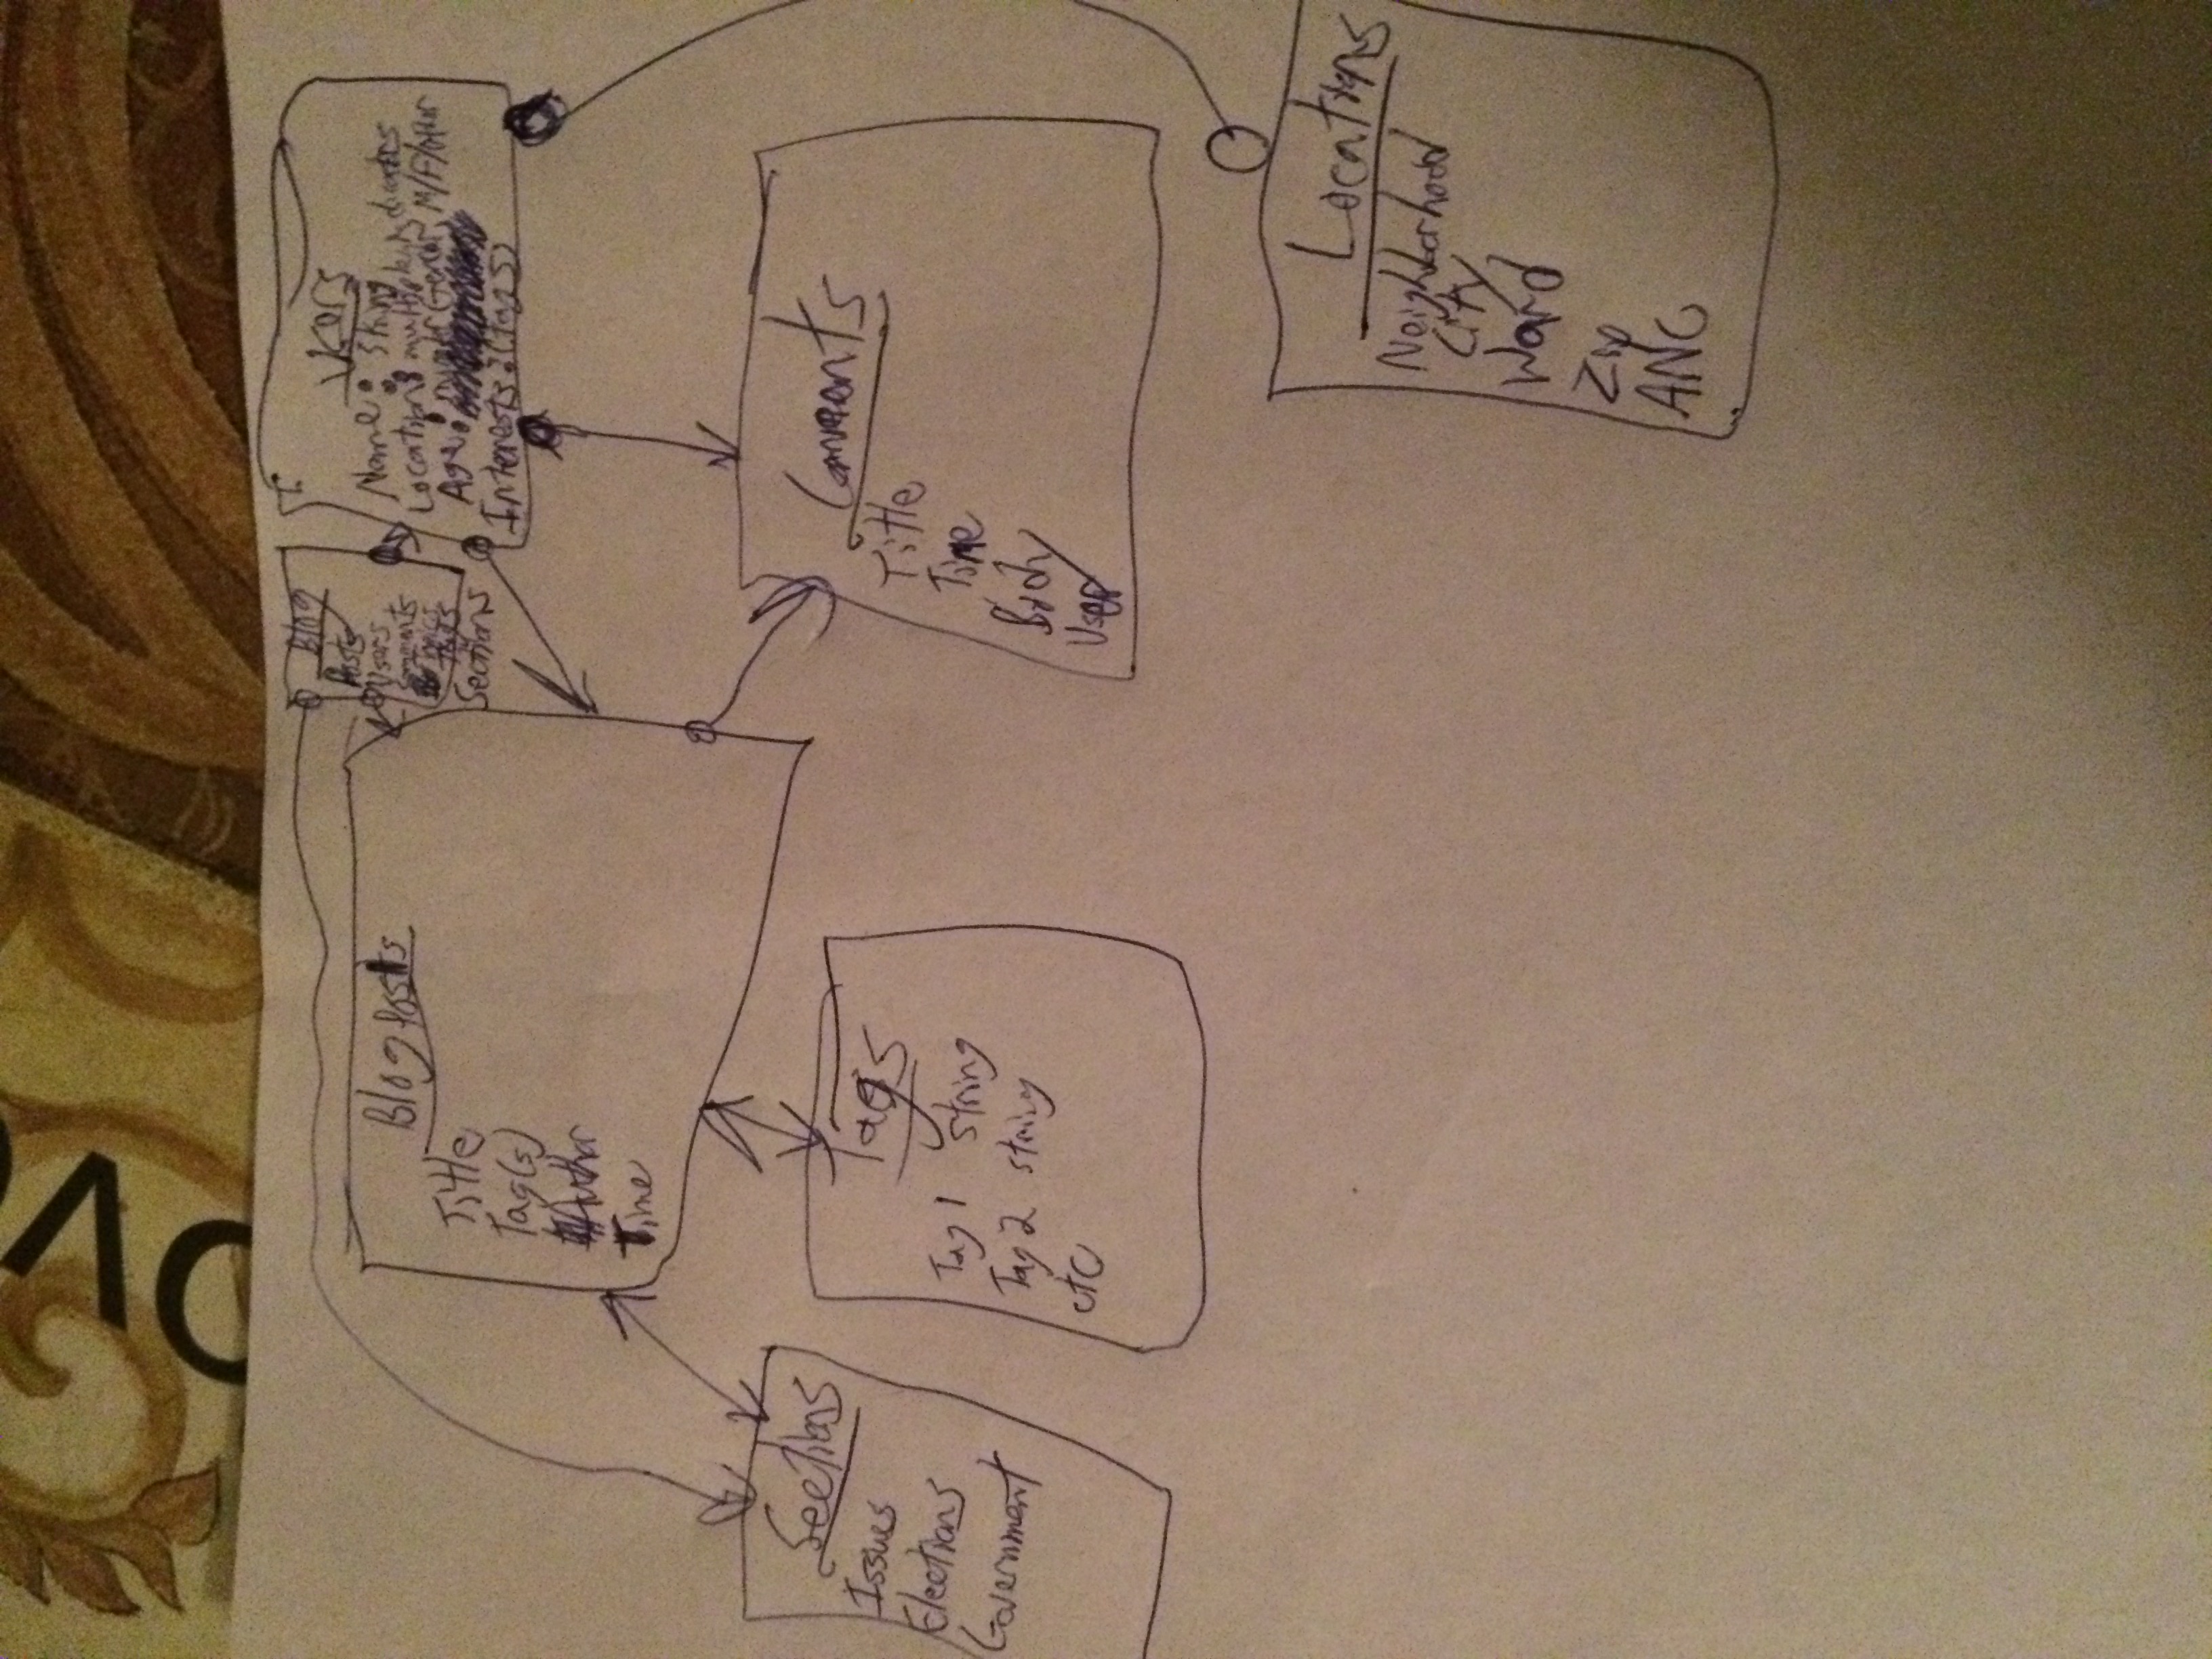 OVA
Blog
Posts
Users
Comments
Topics
Tags
Sections
Users
Name: string
Location: multiple
Age: number Gender, M/F/other
Interests: (tags)
Blog posts
Title
Tag(s)
Author
Time
Sections
Issues
Elections
Government
Tags
Tag 1 string
Tag 2 string
etc
Comments
Title
Time
Body
User
Locations
Neighborhood
City
Ward
Zip
ANC